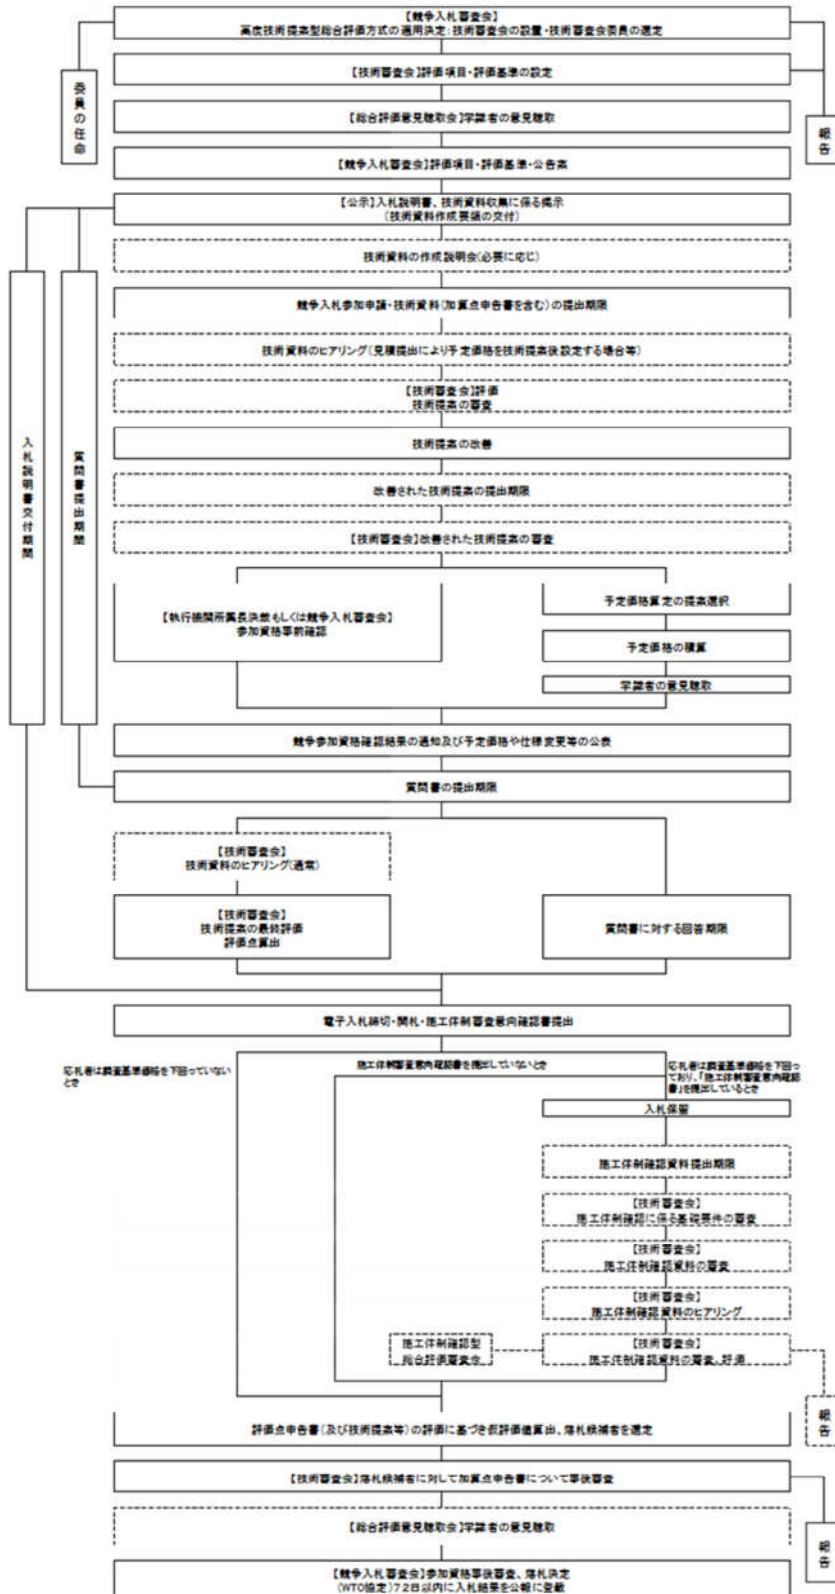 【競争入札審査会】
高度技術提案型総合評価方式の適用決定:技術審査会の設置・技術審査会委員の選定
委員の任命
【技術審査会】評価項目・評価基準の設定
報告
【総合評価意見聴取会】学識者の意見聴取
【競争入札審査会】評価項目・評価基準・公告案
【公示】入札説明書、技術資料収集に係る掲示
(技術資料作成要領の交付)
技術資料の作成説明会(必要に応じ)
入札説明書交付期間
質問書提出期間
競争入札参加申請・技術資料(加算点申告書を含む)の提出期限
技術資料のヒアリング(見積提出により予定価格を技術提案後設定する場合等)
【技術審査会】評価
技術提案の審査
技術提案の改善
改善された技術提案の提出期限
【技術審査会】改善された技術提案の審査
【執行機関所属長決裁もしくは競争入札審査会】
参加資格事前確認
予定価格算定の提案選択
予定価格の積算
学識者の意見聴取
競争参加資格確認結果の通知及び予定価格や仕様変更等の公表
質問書の提出期限
【技術審査会】
技術資料のヒアリング(通常)
【技術審査会】
技術提案の最終評価
評価点算出
質問書に対する回答期限
電子入札締切・開札・施工体制審査意向確認書提出
応札者は調査基準価格を下回っていない
とき
施工体制審査意向確認書を提出していないとき
応札者は調査基準価格を下回っ
ており、「施工体制審査意向確認
書」を提出しているとき
入札保留
施工体制確認資料提出期限
【技術審査会】
施工体制確認に係る基礎要件の審査
【技術審査会】
施工体制確認資料の審査
【技術審査会】
施工体制確認資料のヒアリング
施工体制確認型
総合評価審査会
【技術審査会】
施工体制確認資料の審査、評価
報告
評価点申告書(及び技術提案等)の評価に基づき仮評価値算出、落札候補者を選定
【技術審査会】落札候補者に対して加算点申告書について事後審査
【総合評価意見聴取会】学識者の意見聴取
報告
【競争入札審査会】参加資格事後審査、落札決定
(WTO協定)72日以内に入札結果を公報に登載